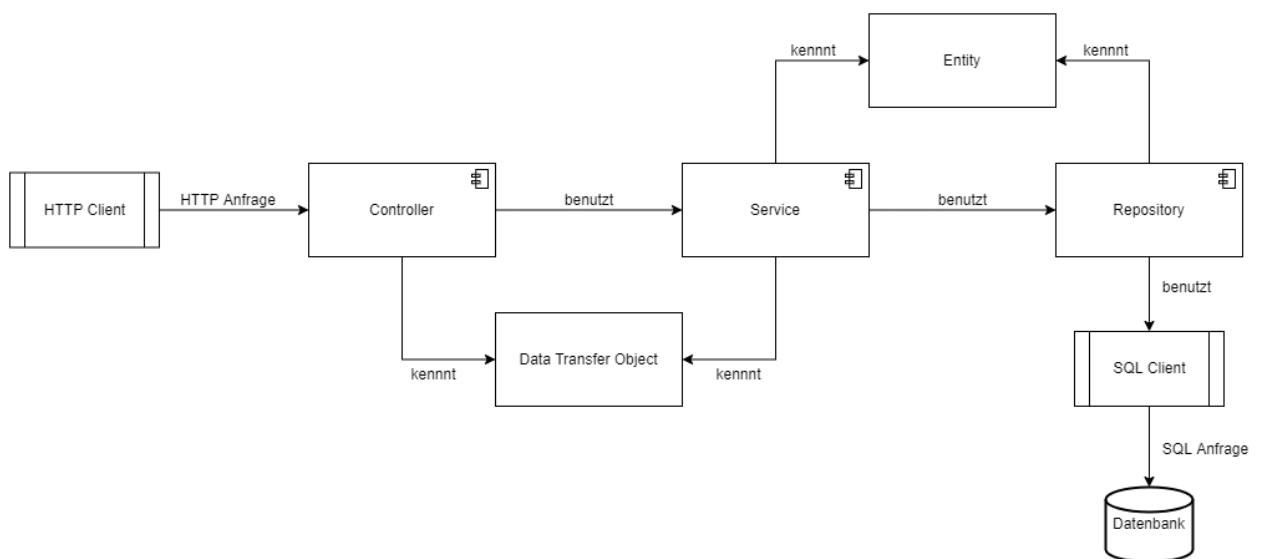 kennnt
Entity
kennnt
HTTP Client
HTTP Anfrage
Controller
benutzt
Service
benutzt
Repository
benutzt
kennnt
Data Transfer Object
kennnt
SQL Client
SQL Anfrage
Datenbank